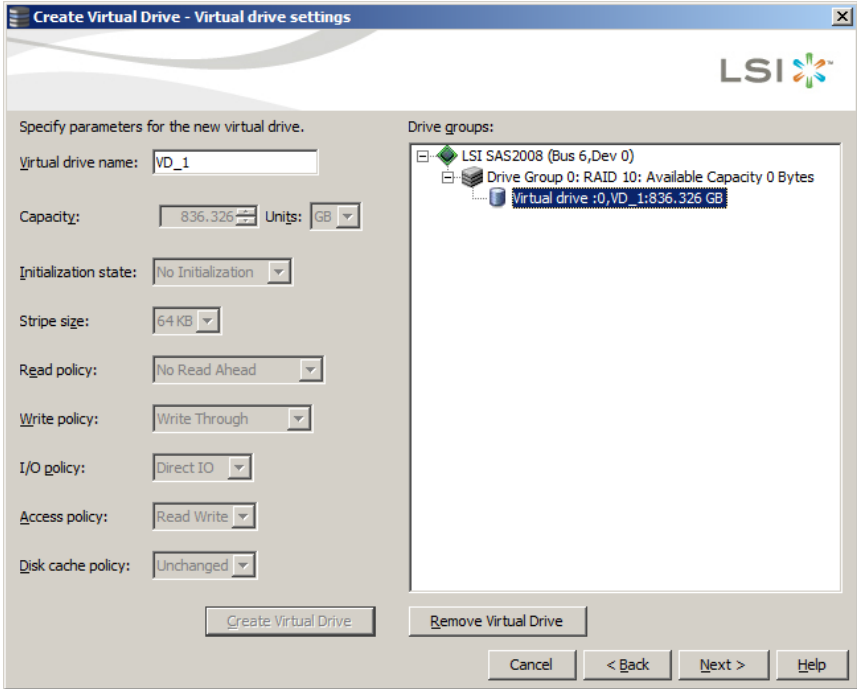 Create Virtual Drive - Virtual drive settings
LSI™
Specify parameters for the new virtual drive.
Virtual drive name: VD_1
Capacity: 836.326 Units: GB
Initialization state: No Initialization
Stripe size: 64 KB
Read policy: No Read Ahead
Write policy: Write Through
I/O policy: Direct IO
Access policy: Read Write
Disk cache policy: Unchanged
Create Virtual Drive
Drive groups:
LSI SAS2008 (Bus 6,Dev 0)
Drive Group 0: RAID 10: Available Capacity 0 Bytes
Virtual drive :0,VD_1:836.326 GB
Remove Virtual Drive
Cancel
< Back
Next >
Help